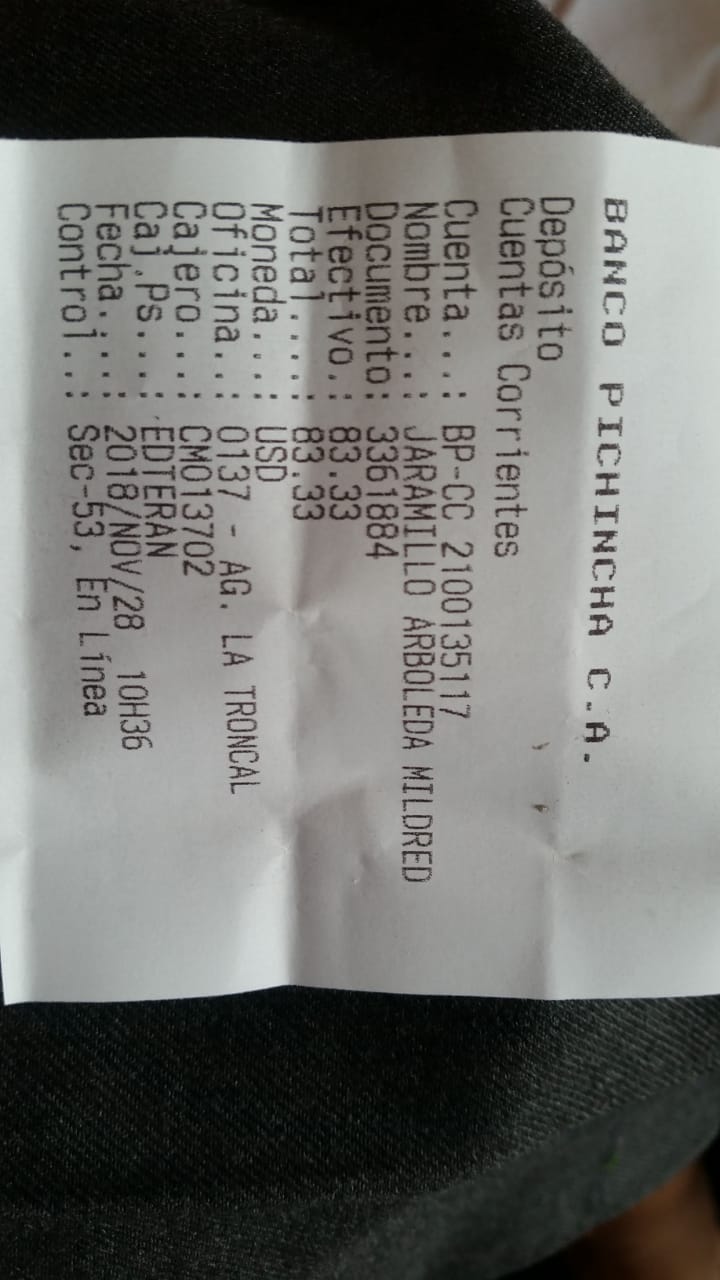 BANCO PICHINCHA C.A.
Depósito
Cuentas Corrientes
Cuenta...: BP-CC 2100135117
Nombre...: JARAMILLO ARBOLEDA MILDRED
Documento: 3361884
Efectivo.: 83.33
Total....: 83.33
Moneda...: USD
Oficina..: 0137 - AG. LA TRONCAL
Cajero...: CM013702
Caj.Ps...: EDTERAN
Fecha....: 2018/NOV/28 10H36
Control..: Sec-53, En Línea